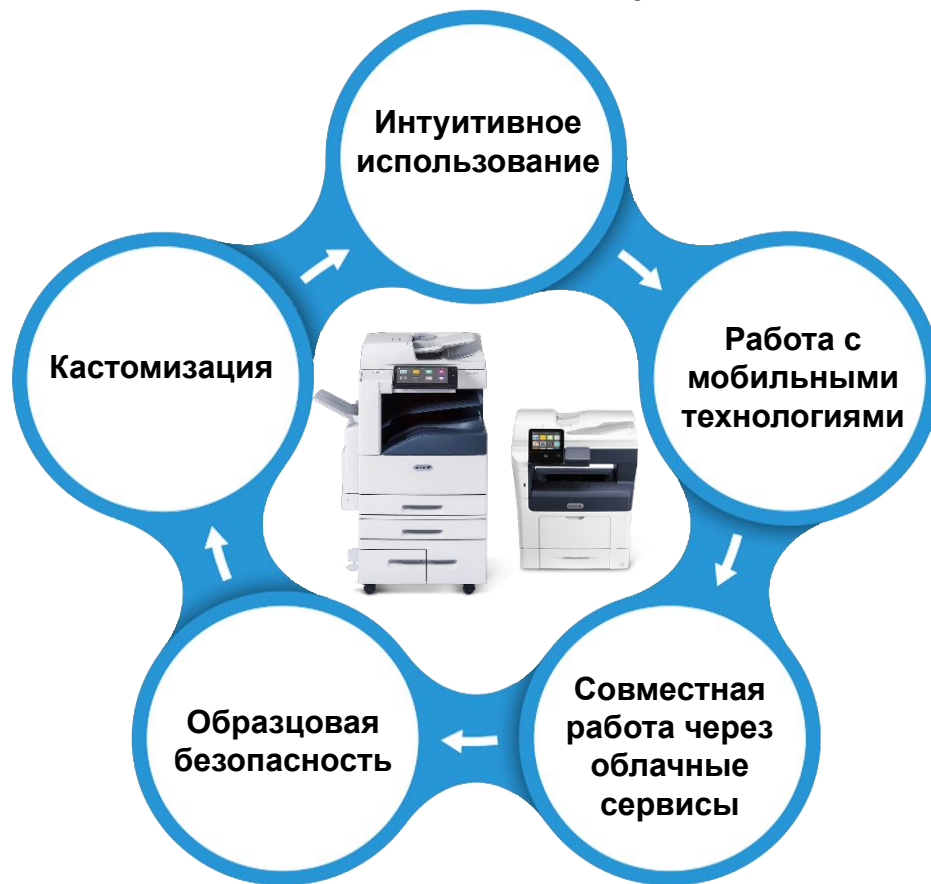 Интуитивное
использование
Работа с
мобильными
технологиями
Совместная
работа через
облачные
сервисы
Образцовая
безопасность
Кастомизация